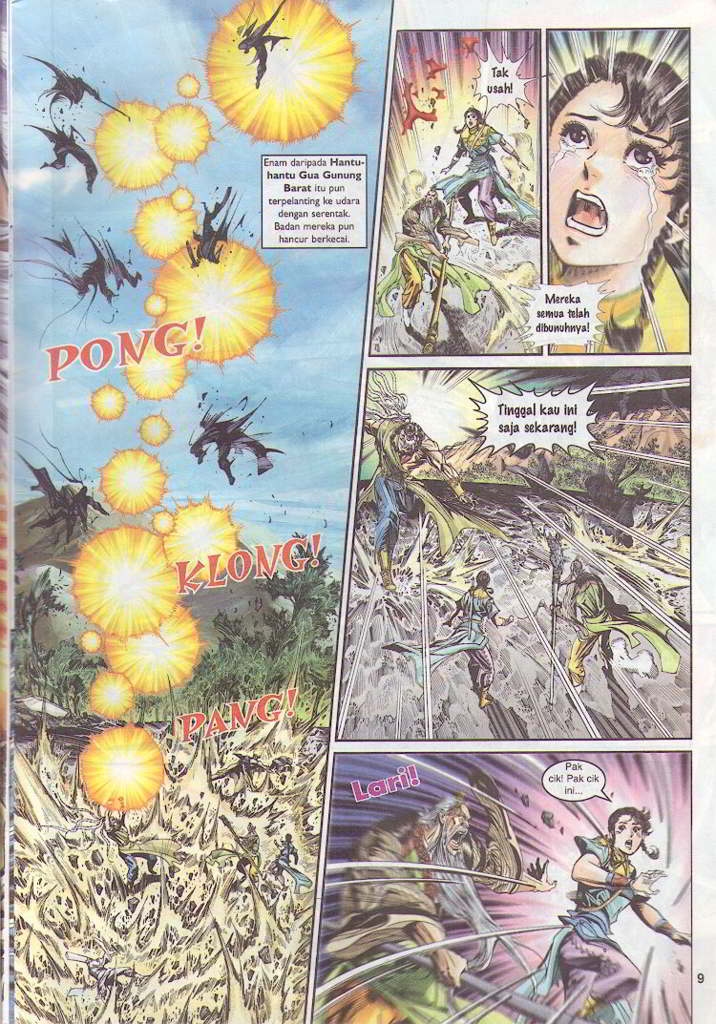 Enam daripada Hantu-
hantu Gua Gunung
Barat itu pun
terpelanting ke udara
dengan serentak.
Badan mereka pun
hancur berkecai.
PONG!
KLONG!
PANG!
Tak
usah!
Mereka
semua telah
dibunuhnya!
Tinggal kau ini
saja sekarang!
Lari!
Pak
cik! Pak cik
ini...
9